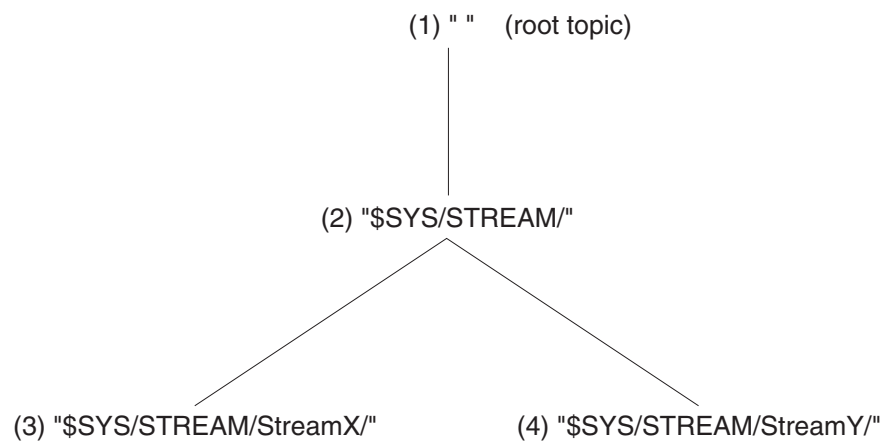 (1) " " (root topic)
(2) "$SYS/STREAM/"
(3) "$SYS/STREAM/StreamX/"
(4) "$SYS/STREAM/StreamY/"